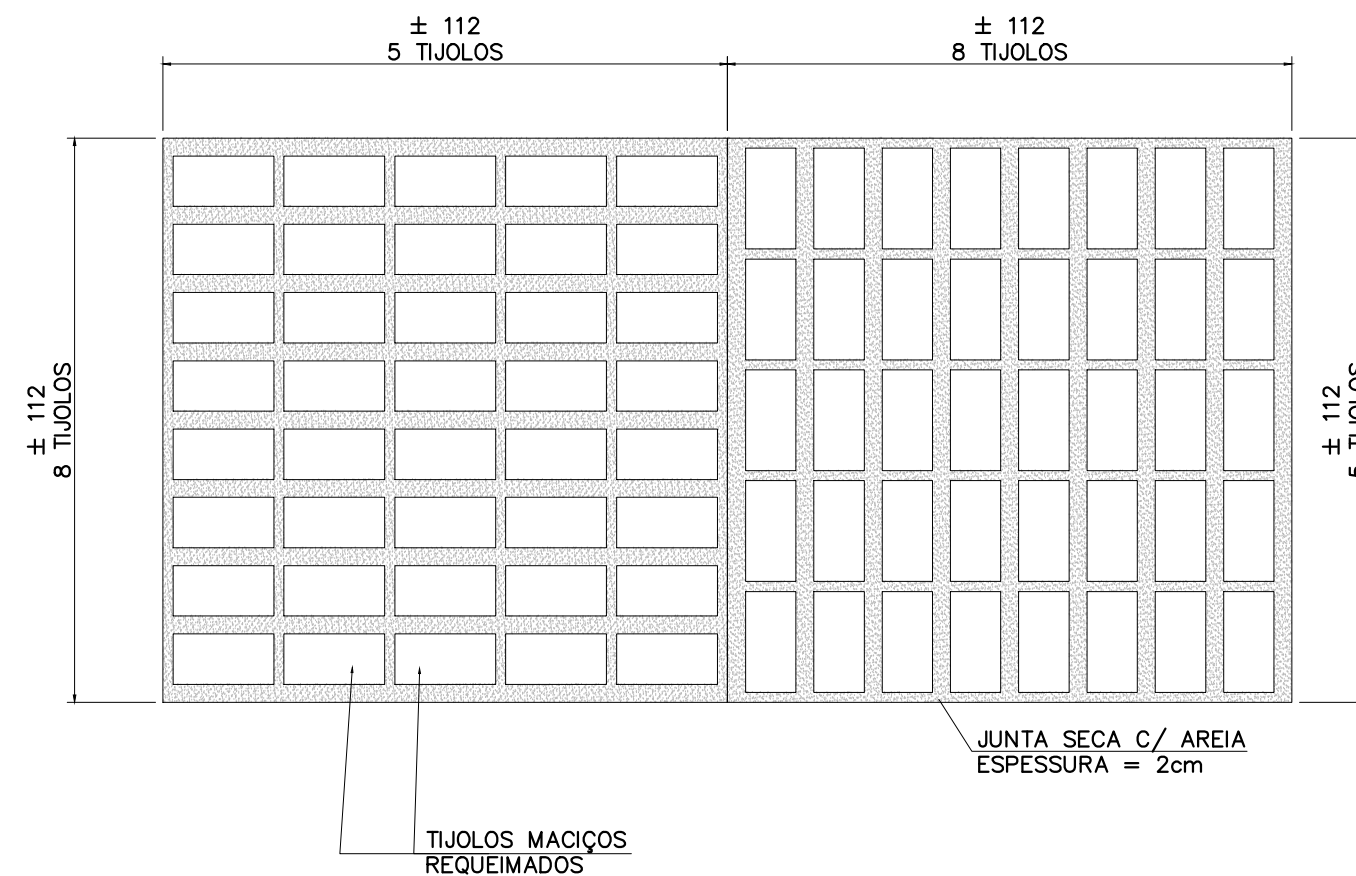 ± 112
5 TIJOLOS
± 112
8 TIJOLOS
± 112
8 TIJOLOS
± 112
JUNTA SECA C/ AREIA
ESPESSURA = 2cm
TIJOLOS MACIÇOS
REQUEIMADOS